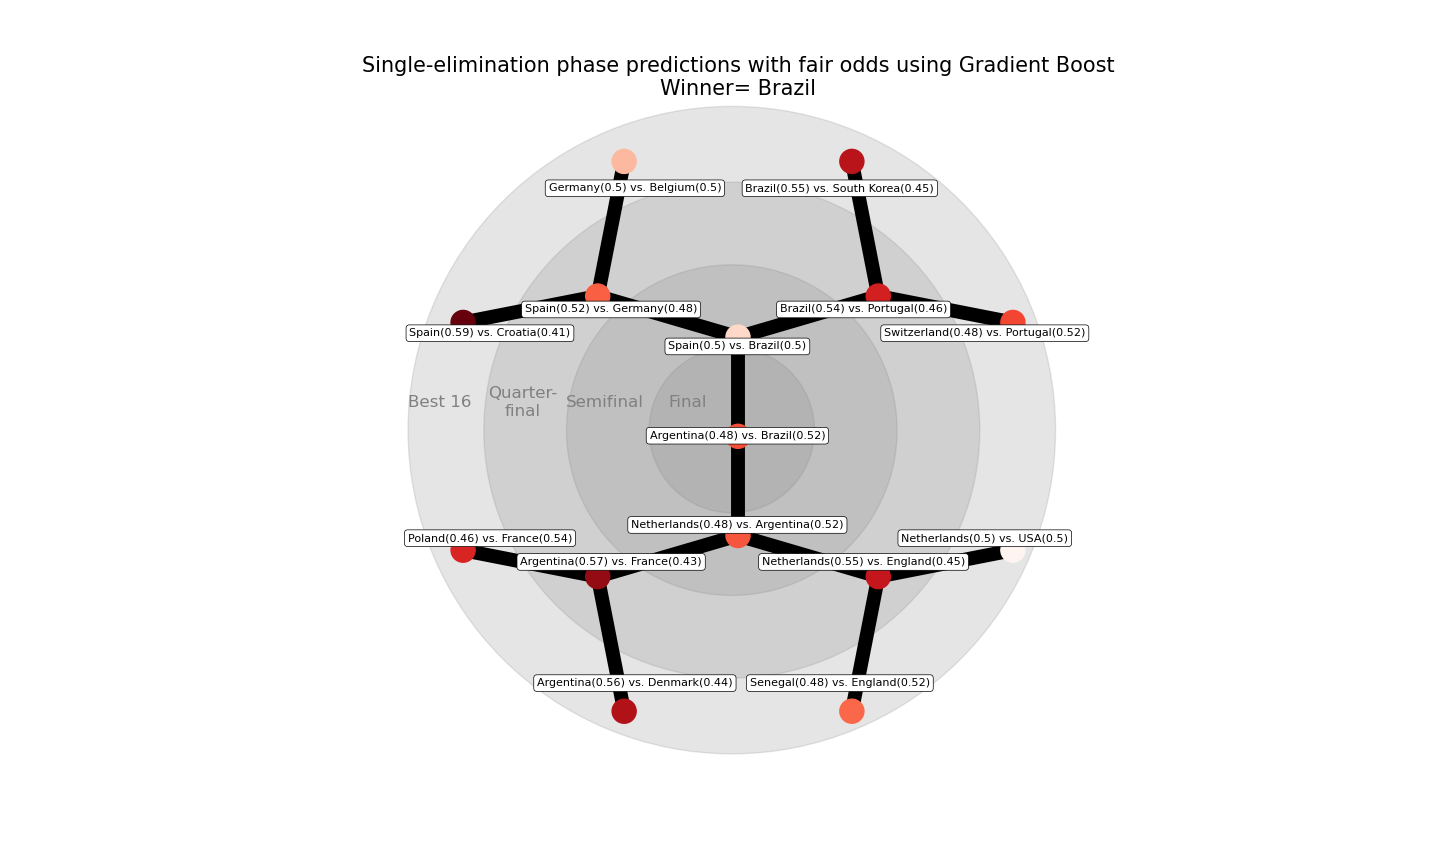 Single-elimination phase predictions with fair odds using Gradient Boost
Winner= Brazil
Germany(0.5) vs. Belgium(0.5)
Brazil(0.55) vs. South Korea(0.45)
Spain(0.52) vs. Germany(0.48)
Brazil(0.54) vs. Portugal(0.46)
Spain(0.59) vs. Croatia(0.41)
Switzerland(0.48) vs. Portugal(0.52)
Spain(0.5) vs. Brazil(0.5)
Best 16
Quarter-
final
Semifinal
Final
Argentina(0.48) vs. Brazil(0.52)
Netherlands(0.48) vs. Argentina(0.52)
Poland(0.46) vs. France(0.54)
Netherlands(0.5) vs. USA(0.5)
Argentina(0.57) vs. France(0.43)
Netherlands(0.55) vs. England(0.45)
Argentina(0.56) vs. Denmark(0.44)
Senegal(0.48) vs. England(0.52)